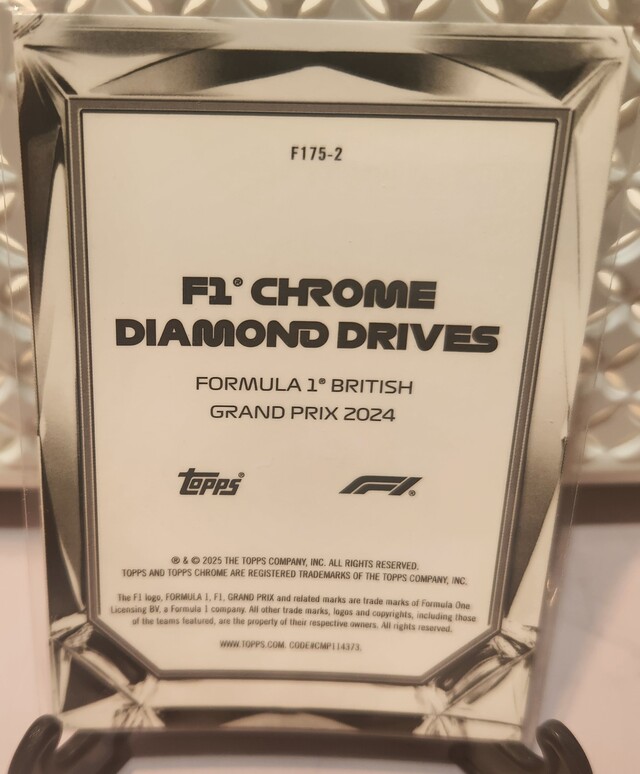 F175-2
F1® CHROME
DIAMOND DRIVES
FORMULA 1® BRITISH
GRAND PRIX 2024
Topps®
F1®
® & © 2025 THE TOPPS COMPANY, INC. ALL RIGHTS RESERVED.
TOPPS AND TOPPS CHROME ARE REGISTERED TRADEMARKS OF THE TOPPS COMPANY, INC.
The F1 logo, FORMULA 1, F1, GRAND PRIX and related marks are trade marks of Formula One
Licensing BV, a Formula 1 company. All other trade marks, logos and copyrights, including those
of the teams featured, are the property of their respective owners. All rights reserved.
WWW.TOPPS.COM. CODE#CMP114373.